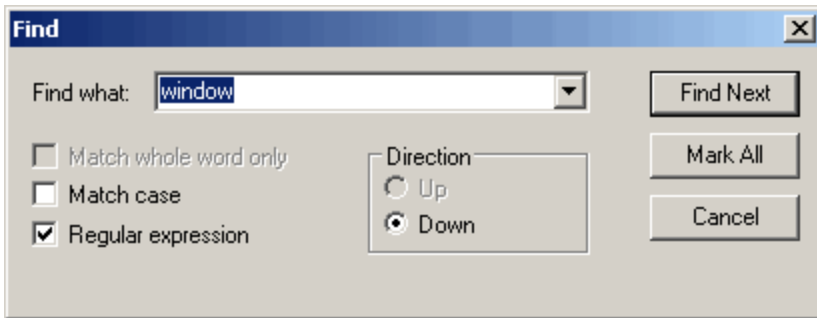 Find
Find what: window
Find Next
Match whole word only
Direction
Mark All
Up
Match case
Down
Cancel
Regular expression